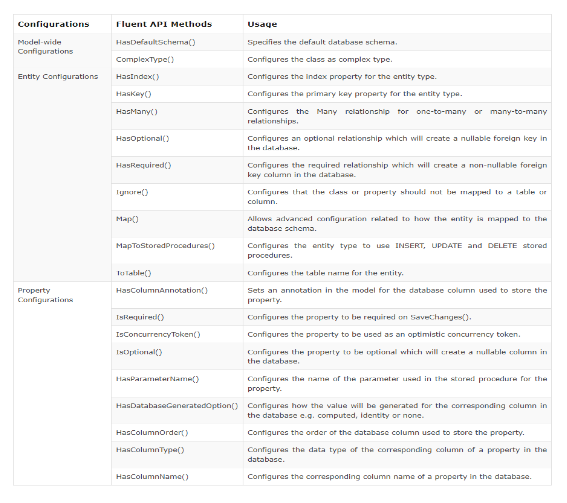 Configurations Fluent API Methods Usage
Model-wide Configurations HasDefaultSchema() Specifies the default database schema.
ComplexType() Configures the class as complex type.
Entity Configurations HasIndex() Configures the index property for the entity type.
HasKey() Configures the primary key property for the entity type.
HasMany() Configures the Many relationship for one-to-many or many-to-many
relationships.
HasOptional() Configures an optional relationship which will create a nullable foreign key in
the database.
HasRequired() Configures the required relationship which will create a non-nullable foreign
key column in the database.
Ignore() Configures that the class or property should not be mapped to a table or
column.
Map() Allows advanced configuration related to how the entity is mapped to the
database schema.
MapToStoredProcedures() Configures the entity type to use INSERT, UPDATE and DELETE stored
procedures.
ToTable() Configures the table name for the entity.
Property Configurations HasColumnAnnotation() Sets an annotation in the model for the database column used to store the
property.
IsRequired() Configures the property to be required on SaveChanges().
IsConcurrencyToken() Configures the property to be used as an optimistic concurrency token.
IsOptional() Configures the property to be optional which will create a nullable column in
the database.
HasParameterName() Configures the name of the parameter used in the stored procedure for the
property.
HasDatabaseGeneratedOption() Configures how the value will be generated for the corresponding column in
the database e.g. computed, identity or none.
HasColumnOrder() Configures the order of the database column used to store the property.
HasColumnType() Configures the data type of the corresponding column of a property in the
database.
HasColumnName() Configures the corresponding column name of a property in the database.